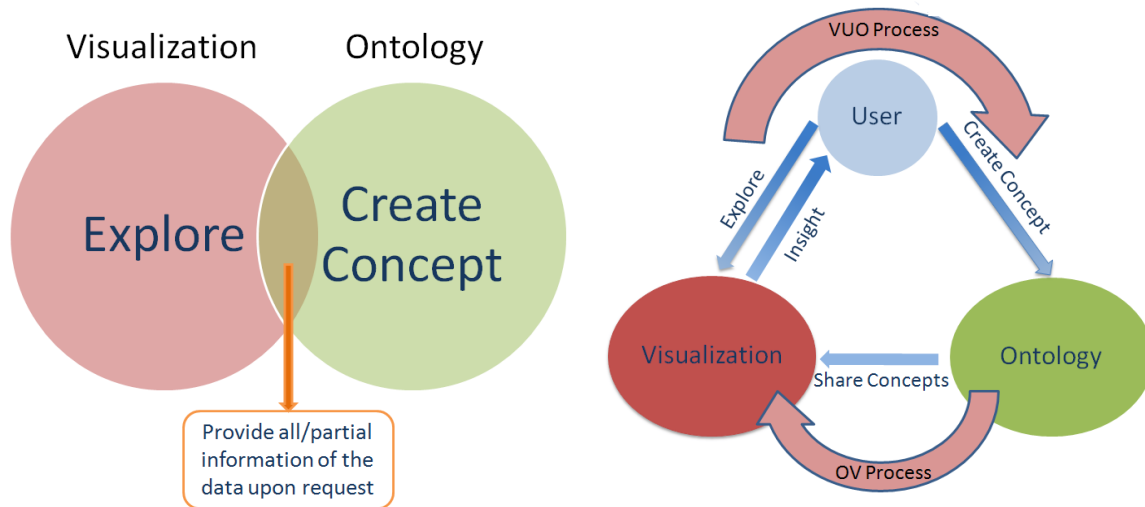 Visualization
Ontology
Explore
Create
Concept
Provide all/partial
information of the
data upon request
VUO Process
User
Explore
Insight
Create Concept
Visualization
Ontology
Share Concepts
OV Process